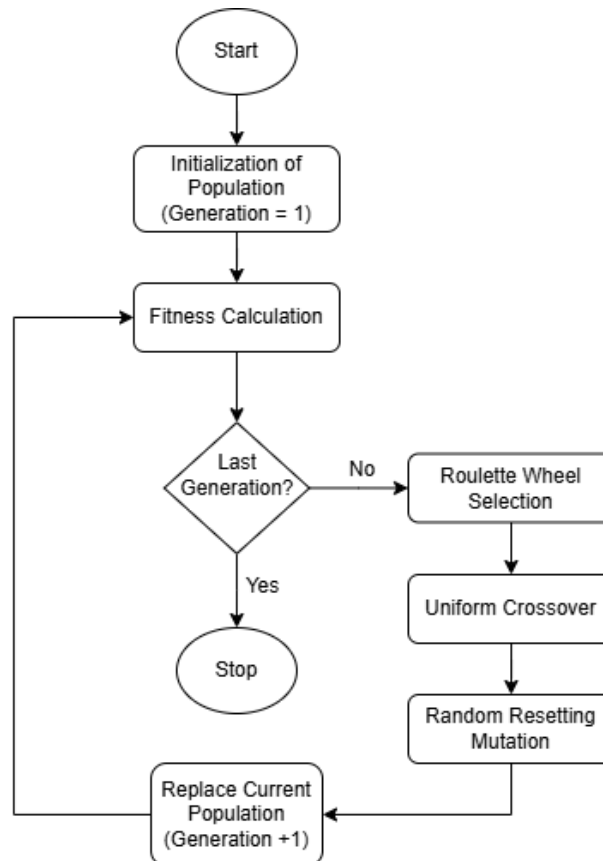 Start
Initialization of
Population
(Generation = 1)
Fitness Calculation
Last
Generation?
No
Roulette Wheel
Selection
Yes
Uniform Crossover
Stop
Random Resetting
Mutation
Replace Current
Population
(Generation +1)